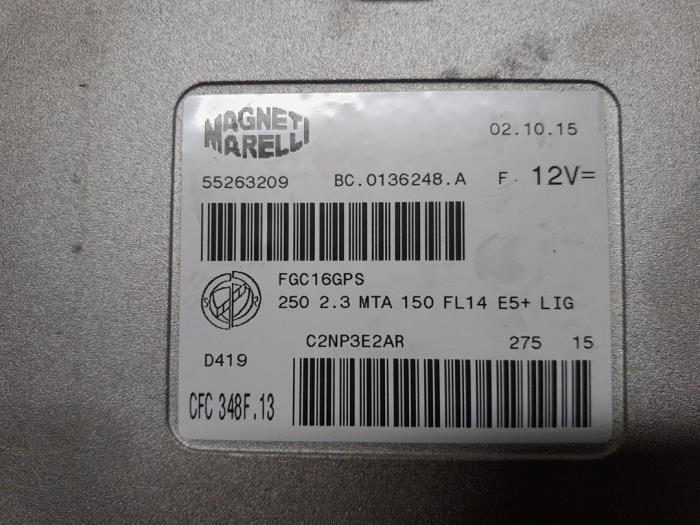 MAGNETI
MARELLI
02.10.15
55263209 BC.0136248.A F. 12V=
FGC16GPS
250 2.3 MTA 150 FL14 E5+ LIG
C2NP3E2AR 275 15
D419
CFC 348F.13